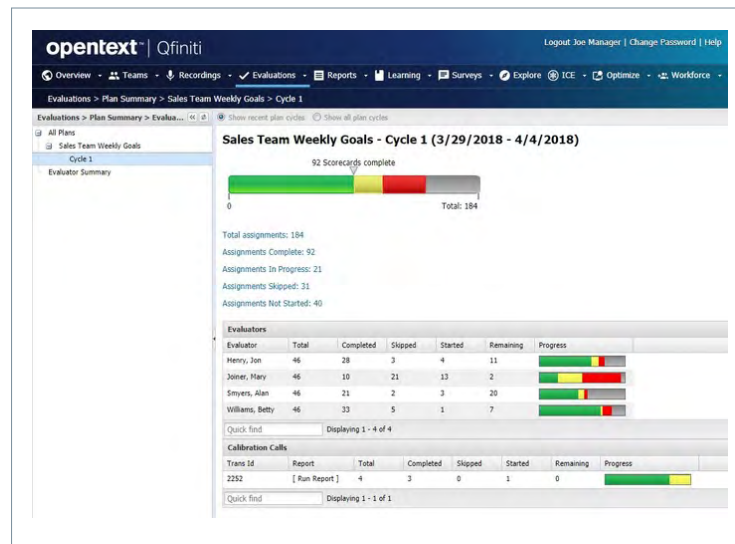 opentext™ | Qfiniti
Logout Joe Manager | Change Password | Help
Overview Teams Recordings Evaluations Reports Learning Surveys Explore ICE Optimize Workforce
Evaluations > Plan Summary > Sales Team Weekly Goals > Cycle 1
Evaluations > Plan Summary > Evalua...
Show recent plan cycles Show all plan cycles
All Plans
Sales Team Weekly Goals
Cycle 1
Evaluator Summary
Sales Team Weekly Goals - Cycle 1 (3/29/2018 - 4/4/2018)
92 Scorecards complete
0 Total: 184
Total assignments: 184
Assignments Complete: 92
Assignments In Progress: 21
Assignments Skipped: 31
Assignments Not Started: 40
Evaluators
Evaluator Total Completed Skipped Started Remaining Progress
Henry, Jon 46 28 3 4 11
Joiner, Mary 46 10 21 13 2
Smyers, Alan 46 21 2 3 20
Williams, Betty 46 33 5 1 7
Quick find Displaying 1 - 4 of 4
Calibration Calls
Trans Id Report Total Completed Skipped Started Remaining Progress
2252 [ Run Report ] 4 3 0 1 0
Quick find Displaying 1 - 1 of 1